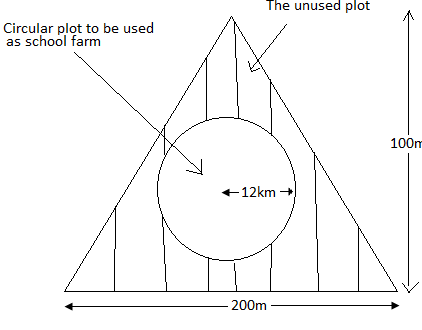 The unused plot
Circular plot to be used
as school farm
100m
12km
200m